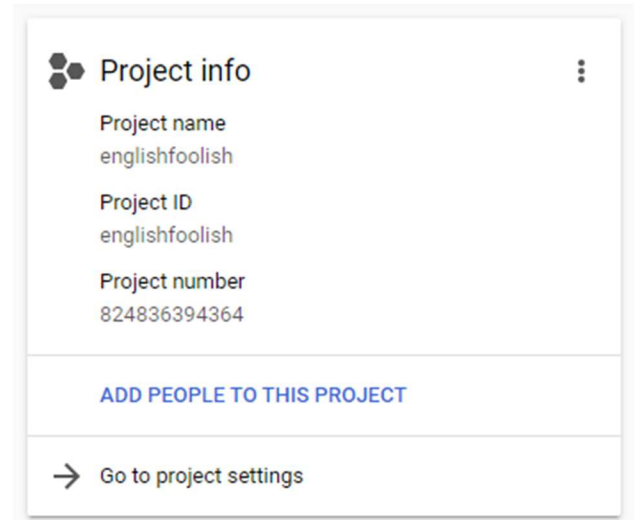 Project info
Project name
englishfoolish
Project ID
englishfoolish
Project number
824836394364
ADD PEOPLE TO THIS PROJECT
Go to project settings